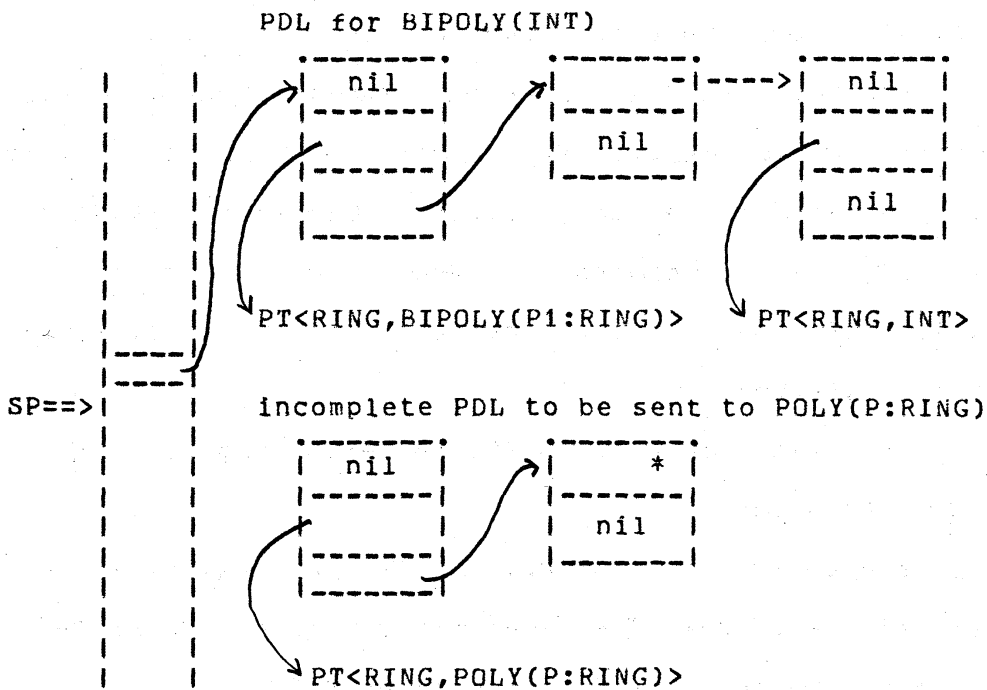 PDL for BIPOLY(INT)
nil
nil
nil
nil
PT<RING,BIPOLY(P1:RING)>
PT<RING,INT>
SP==>
incomplete PDL to be sent to POLY(P:RING)
nil
*
nil
PT<RING,POLY(P:RING)>